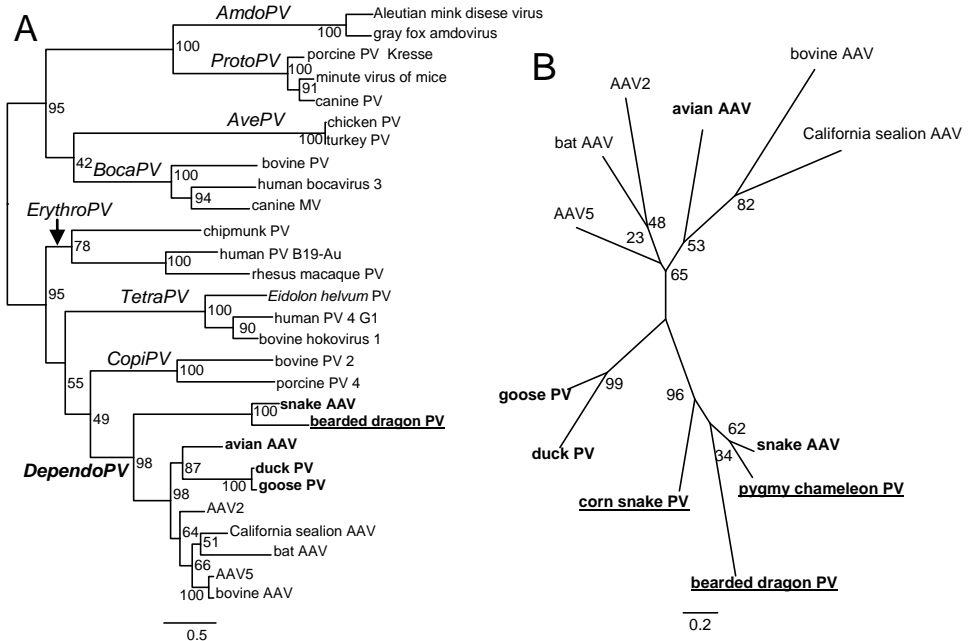 A
AmdoPV
Aleutian mink disese virus
100
gray fox amdovirus
100
ProtoPV
porcine PV Kresse
100
minute virus of mice
91
canine PV
95
AvePV
chicken PV
100
turkey PV
42
BocaPV
bovine PV
100
human bocavirus 3
94
canine MV
ErythroPV
chipmunk PV
78
human PV B19-Au
100
rhesus macaque PV
95
TetraPV
Eidolon helvum PV
100
human PV 4 G1
90
bovine hokovirus 1
55
CopiPV
bovine PV 2
100
porcine PV 4
49
snake AAV
100
bearded dragon PV
DependoPV
98
avian AAV
87
duck PV
100
goose PV
98
AAV2
64
California sealion AAV
51
bat AAV
66
AAV5
100
bovine AAV
0.5
B
bovine AAV
AAV2
avian AAV
California sealion AAV
bat AAV
82
AAV5
48
23
53
65
goose PV
99
96
duck PV
62
snake AAV
34
pygmy chameleon PV
corn snake PV
bearded dragon PV
0.2